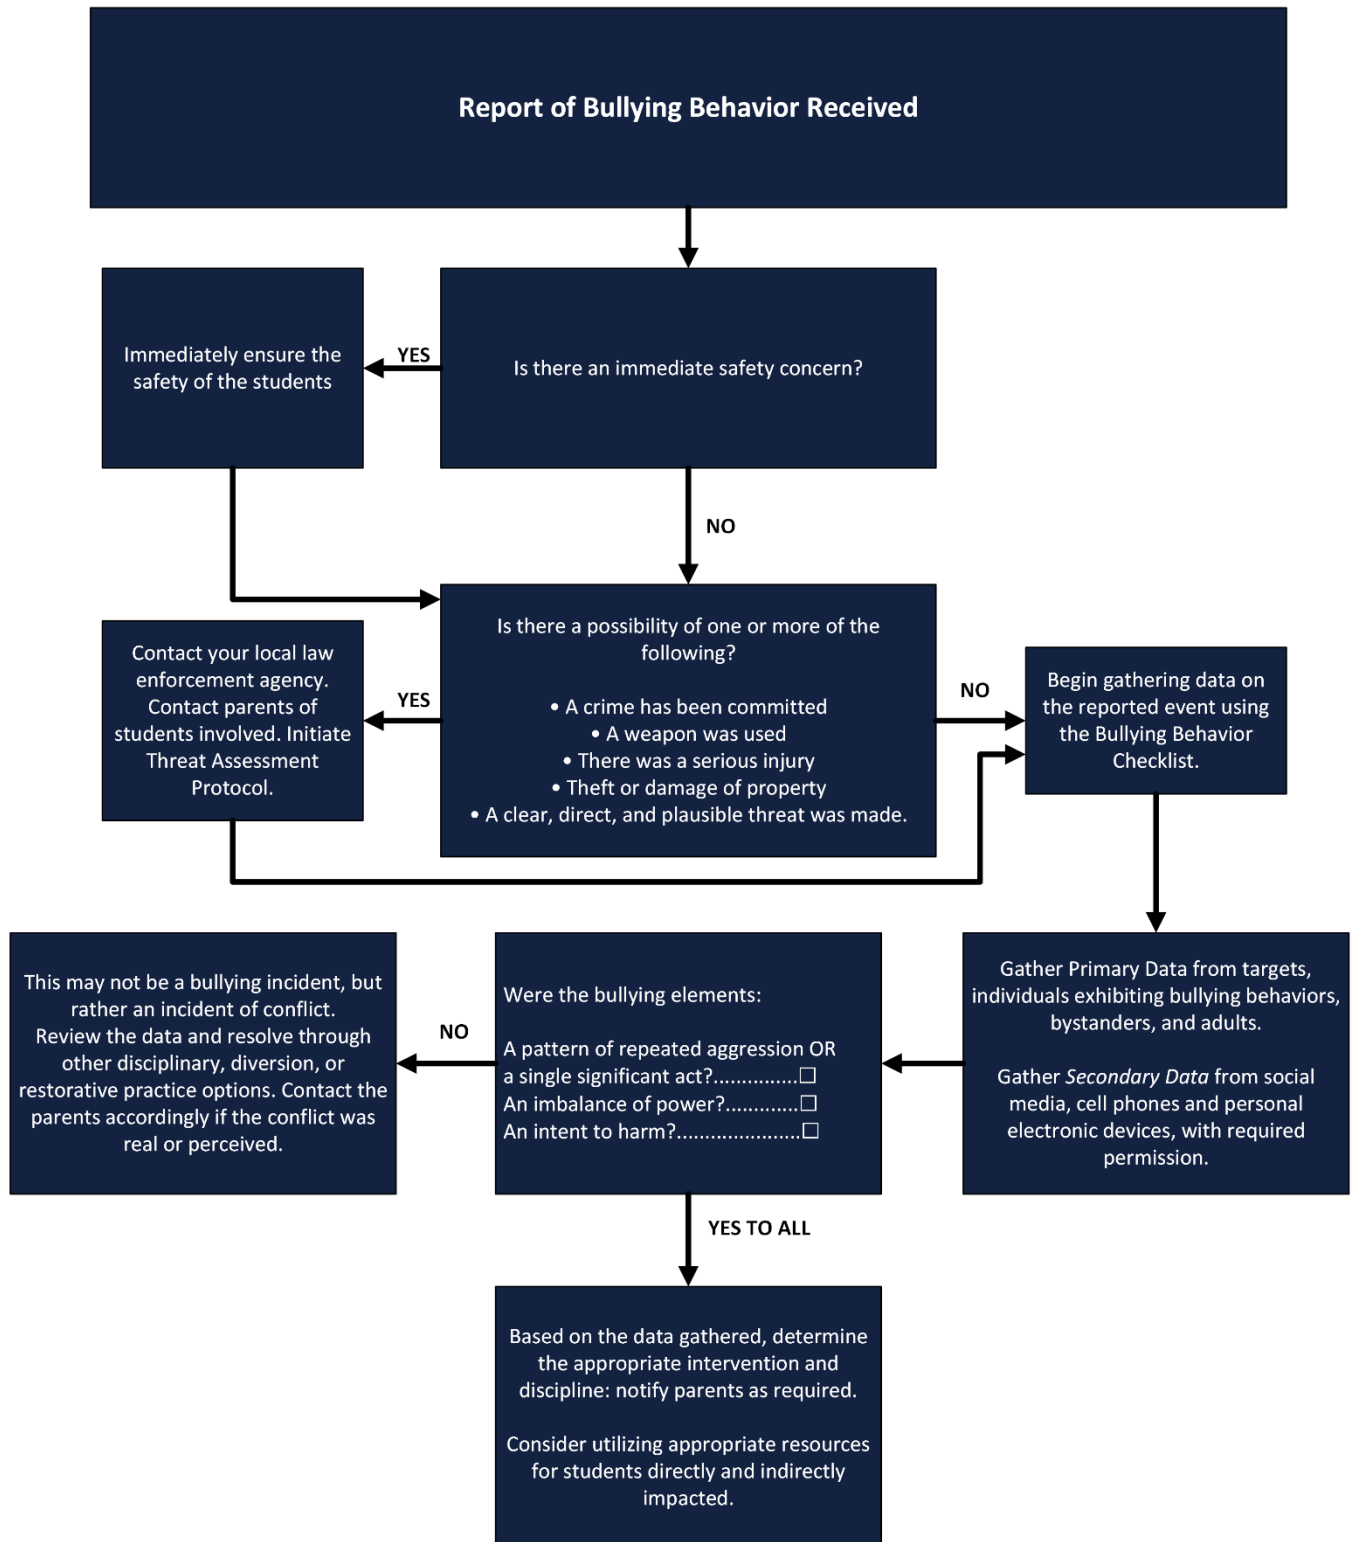 Report of Bullying Behavior Received
Immediately ensure the
safety of the students
YES
Is there an immediate safety concern?
NO
Is there a possibility of one or more of the
following?
• A crime has been committed
• A weapon was used
• There was a serious injury
• Theft or damage of property
• A clear, direct, and plausible threat was made.
YES
Contact your local law
enforcement agency.
Contact parents of
students involved. Initiate
Threat Assessment
Protocol.
NO
Begin gathering data on
the reported event using
the Bullying Behavior
Checklist.
Gather Primary Data from targets,
individuals exhibiting bullying behaviors,
bystanders, and adults.
Gather Secondary Data from social
media, cell phones and personal
electronic devices, with required
permission.
Were the bullying elements:
A pattern of repeated aggression OR
a single significant act?...............☐
An imbalance of power?.............☐
An intent to harm?......................☐
NO
This may not be a bullying incident, but
rather an incident of conflict.
Review the data and resolve through
other disciplinary, diversion, or
restorative practice options. Contact the
parents accordingly if the conflict was
real or perceived.
YES TO ALL
Based on the data gathered, determine
the appropriate intervention and
discipline: notify parents as required.
Consider utilizing appropriate resources
for students directly and indirectly
impacted.